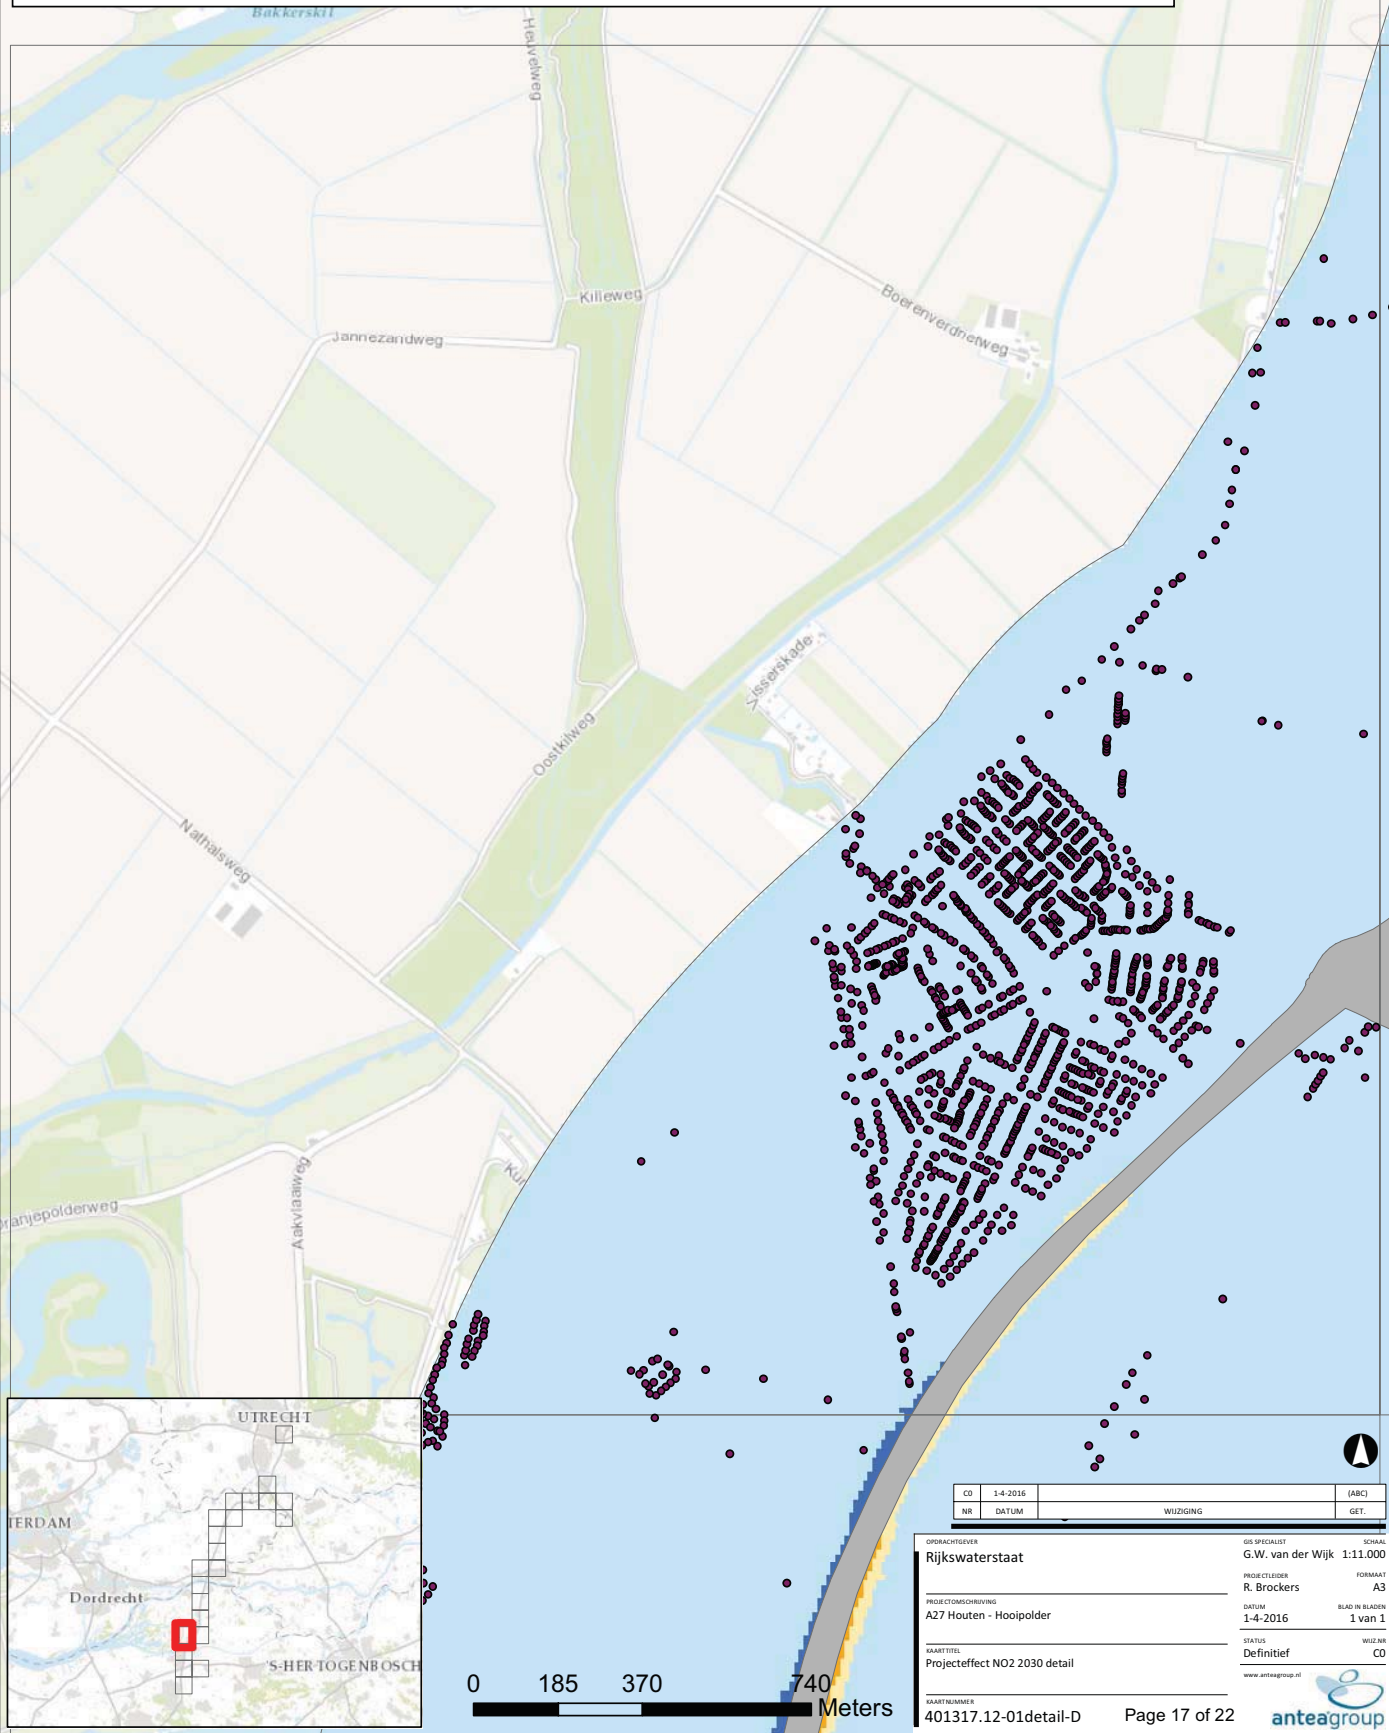 Bakkerskil
Heuvelweg
Killeweg
Jannezandweg
Boerenverdrietweg
Visserskade
Oostkilweg
Nathalsweg
'Kur
Aakvlaaiweg
ranjepolderweg
UTRECHT
TERDAM
Dordrecht
'S-HERTOGENBOSCH
0 185 370 740
Meters
C0 1-4-2016 (ABC)
NR DATUM WIJZIGING GET.
OPDRACHTGEVER
Rijkswaterstaat
GIS SPECIALIST SCHAAL
G.W. van der Wijk 1:11.000
PROJECTLEIDER FORMAAT
R. Brockers A3
PROJECTOMSCHRIJVING
A27 Houten - Hooipolder
DATUM BLAD IN BLADEN
1-4-2016 1 van 1
STATUS WIJZ.NR
Definitief C0
KAARTTITEL
Projecteffect NO2 2030 detail
www.anteagroup.nl
KAARTNUMMER
401317.12-01detail-D Page 17 of 22
anteagroup